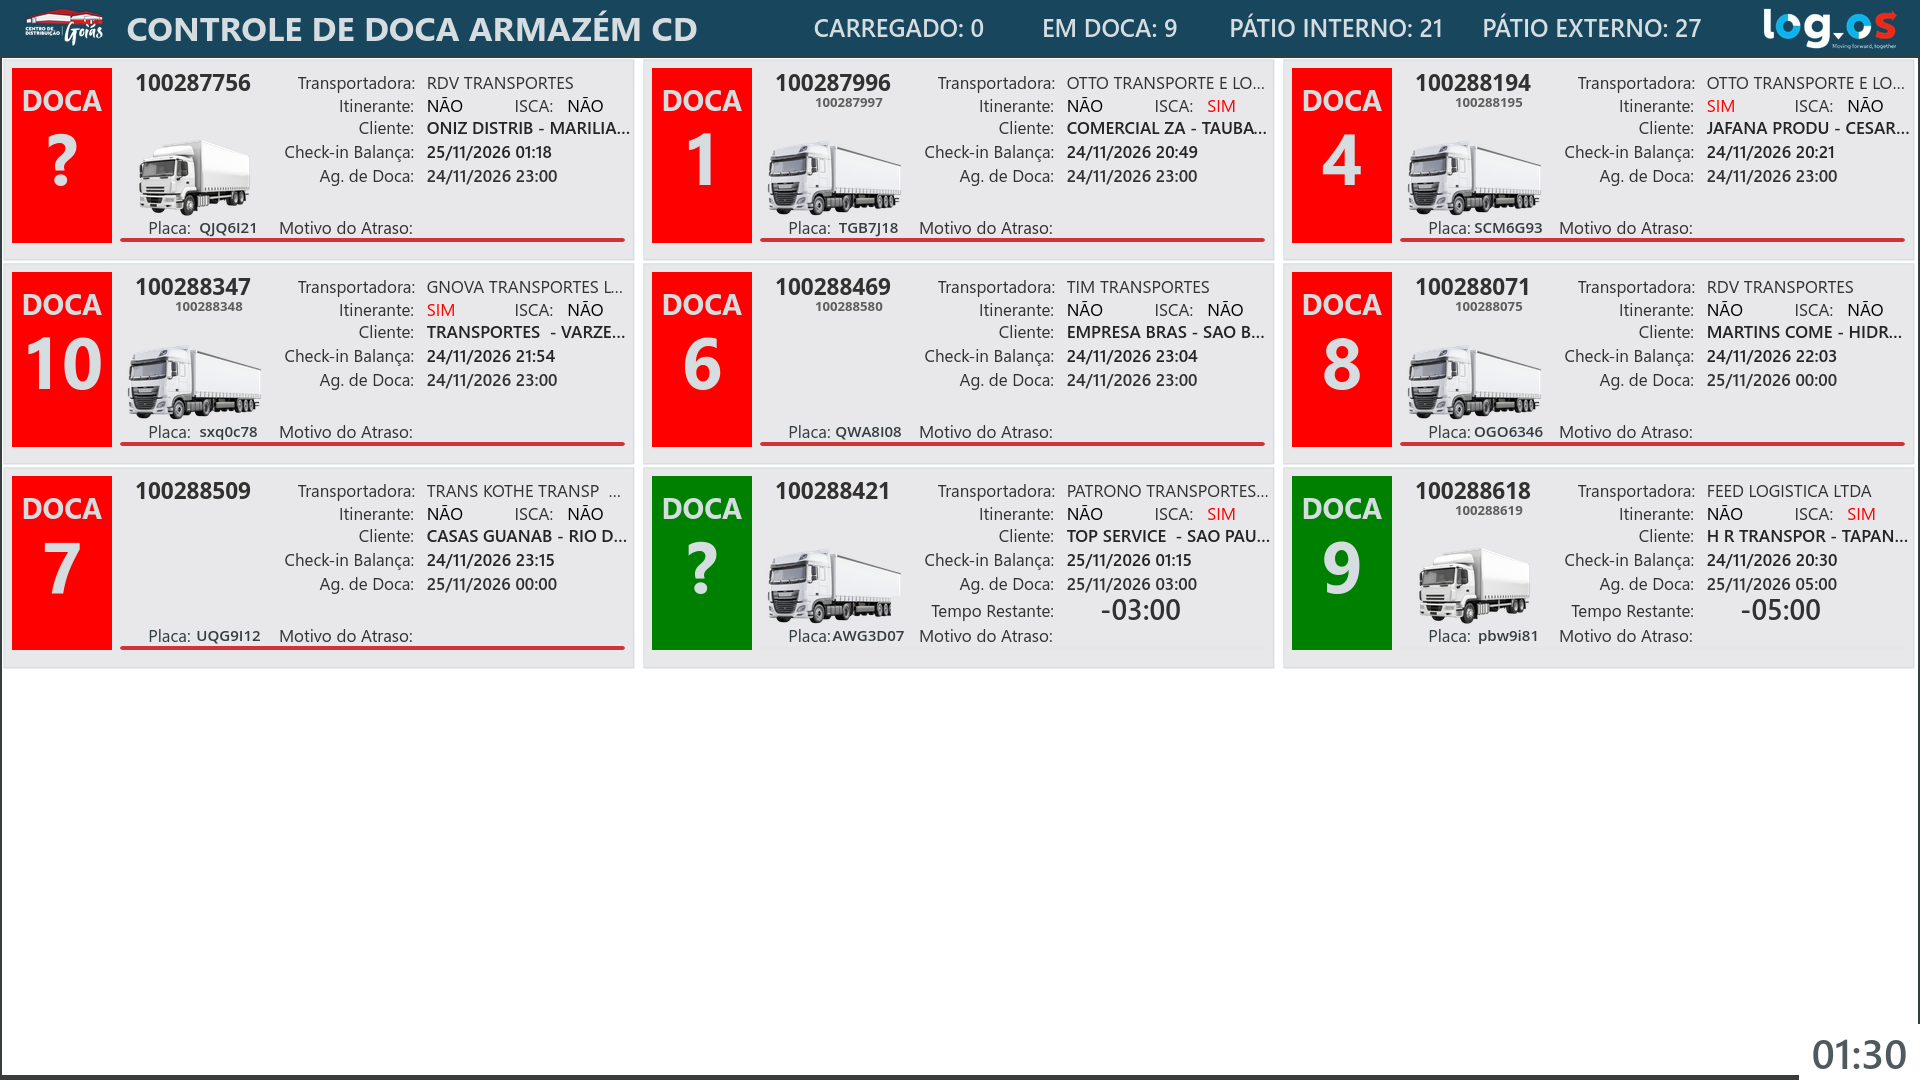 CENTRO DE DISTRIBUIÇÃO Goiás
CONTROLE DE DOCA ARMAZÉM CD
CARREGADO: 0
EM DOCA: 9
PÁTIO INTERNO: 21
PÁTIO EXTERNO: 27
log.os
Moving forward, together
DOCA
?
100287756
Transportadora: RDV TRANSPORTES
Itinerante: NÃO ISCA: NÃO
Cliente: ONIZ DISTRIB - MARILIA...
Check-in Balança: 25/11/2026 01:18
Ag. de Doca: 24/11/2026 23:00
Placa: QJQ6I21 Motivo do Atraso:
DOCA
1
100287996
100287997
Transportadora: OTTO TRANSPORTE E LO...
Itinerante: NÃO ISCA: SIM
Cliente: COMERCIAL ZA - TAUBA...
Check-in Balança: 24/11/2026 20:49
Ag. de Doca: 24/11/2026 23:00
Placa: TGB7J18 Motivo do Atraso:
DOCA
4
100288194
100288195
Transportadora: OTTO TRANSPORTE E LO...
Itinerante: SIM ISCA: NÃO
Cliente: JAFANA PRODU - CESAR...
Check-in Balança: 24/11/2026 20:21
Ag. de Doca: 24/11/2026 23:00
Placa: SCM6G93 Motivo do Atraso:
DOCA
10
100288347
100288348
Transportadora: GNOVA TRANSPORTES L...
Itinerante: SIM ISCA: NÃO
Cliente: TRANSPORTES - VARZE...
Check-in Balança: 24/11/2026 21:54
Ag. de Doca: 24/11/2026 23:00
Placa: sxq0c78 Motivo do Atraso:
DOCA
6
100288469
100288580
Transportadora: TIM TRANSPORTES
Itinerante: NÃO ISCA: NÃO
Cliente: EMPRESA BRAS - SAO B...
Check-in Balança: 24/11/2026 23:04
Ag. de Doca: 24/11/2026 23:00
Placa: QWA8I08 Motivo do Atraso:
DOCA
8
100288071
100288075
Transportadora: RDV TRANSPORTES
Itinerante: NÃO ISCA: NÃO
Cliente: MARTINS COME - HIDR...
Check-in Balança: 24/11/2026 22:03
Ag. de Doca: 25/11/2026 00:00
Placa: OGO6346 Motivo do Atraso:
DOCA
7
100288509
Transportadora: TRANS KOTHE TRANSP ...
Itinerante: NÃO ISCA: NÃO
Cliente: CASAS GUANAB - RIO D...
Check-in Balança: 24/11/2026 23:15
Ag. de Doca: 25/11/2026 00:00
Placa: UQG9I12 Motivo do Atraso:
DOCA
?
100288421
Transportadora: PATRONO TRANSPORTES...
Itinerante: NÃO ISCA: SIM
Cliente: TOP SERVICE - SAO PAU...
Check-in Balança: 25/11/2026 01:15
Ag. de Doca: 25/11/2026 03:00
Tempo Restante: -03:00
Placa: AWG3D07 Motivo do Atraso:
DOCA
9
100288618
100288619
Transportadora: FEED LOGISTICA LTDA
Itinerante: NÃO ISCA: SIM
Cliente: H R TRANSPOR - TAPAN...
Check-in Balança: 24/11/2026 20:30
Ag. de Doca: 25/11/2026 05:00
Tempo Restante: -05:00
Placa: pbw9i81 Motivo do Atraso:
01:30